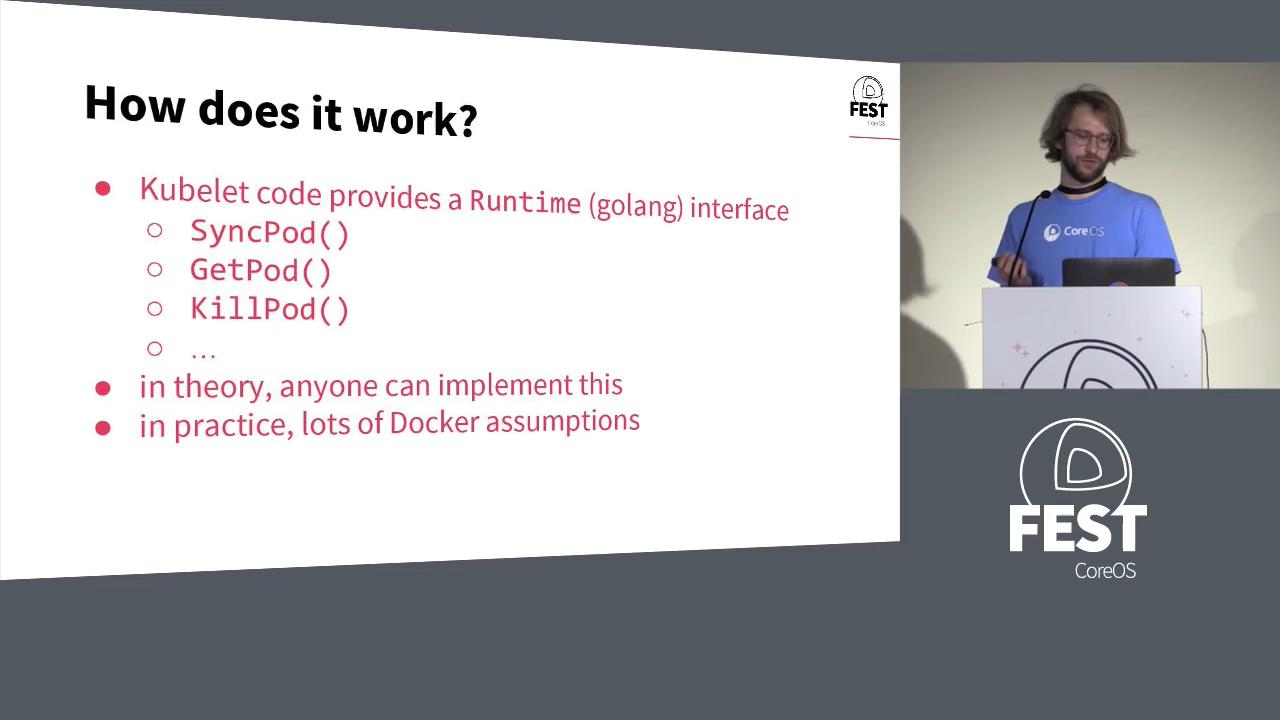 How does it work?
FEST
CoreOS
● Kubelet code provides a Runtime (golang) interface
○ SyncPod()
○ GetPod()
○ KillPod()
○ ...
● in theory, anyone can implement this
● in practice, lots of Docker assumptions
CoreOS
FEST
CoreOS